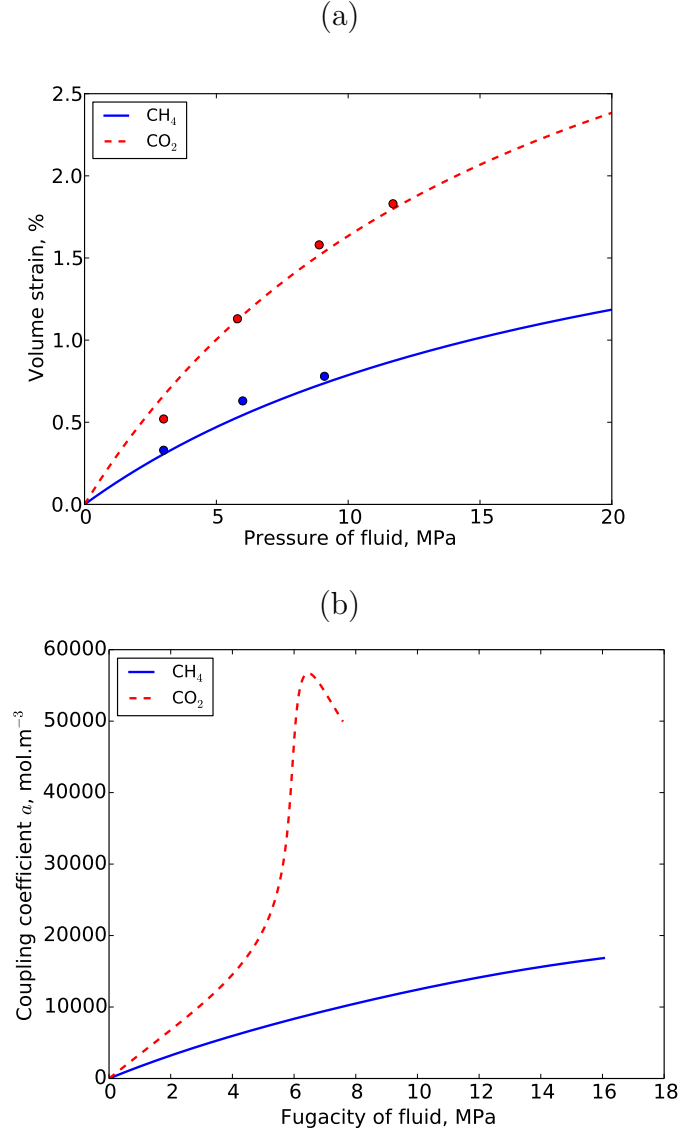 (a)
2.5
2.0
1.5
1.0
0.5
0.0
Volume strain, %
CH₄
CO₂
0 5 10 15 20
Pressure of fluid, MPa
(b)
60000
50000
40000
30000
20000
10000
0
Coupling coefficient a, mol.m⁻³
CH₄
CO₂
0 2 4 6 8 10 12 14 16 18
Fugacity of fluid, MPa